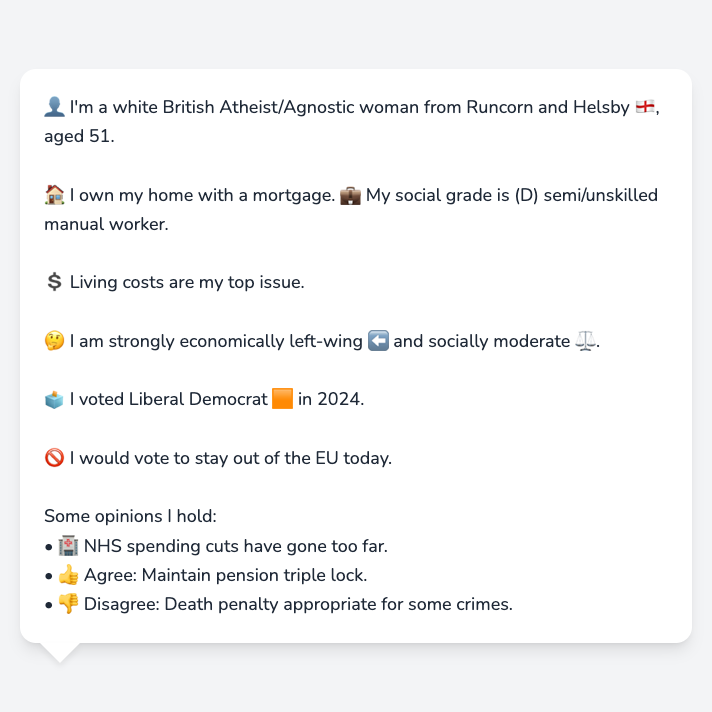 👤 I'm a white British Atheist/Agnostic woman from Runcorn and Helsby 🏴󠁧󠁢󠁥󠁮󠁧󠁿,
aged 51.
🏠 I own my home with a mortgage. 💼 My social grade is (D) semi/unskilled
manual worker.
💲 Living costs are my top issue.
🤔 I am strongly economically left-wing ⬅️ and socially moderate ⚖️.
🗳️ I voted Liberal Democrat 🟧 in 2024.
🚫 I would vote to stay out of the EU today.
Some opinions I hold:
• 🏥 NHS spending cuts have gone too far.
• 👍 Agree: Maintain pension triple lock.
• 👎 Disagree: Death penalty appropriate for some crimes.